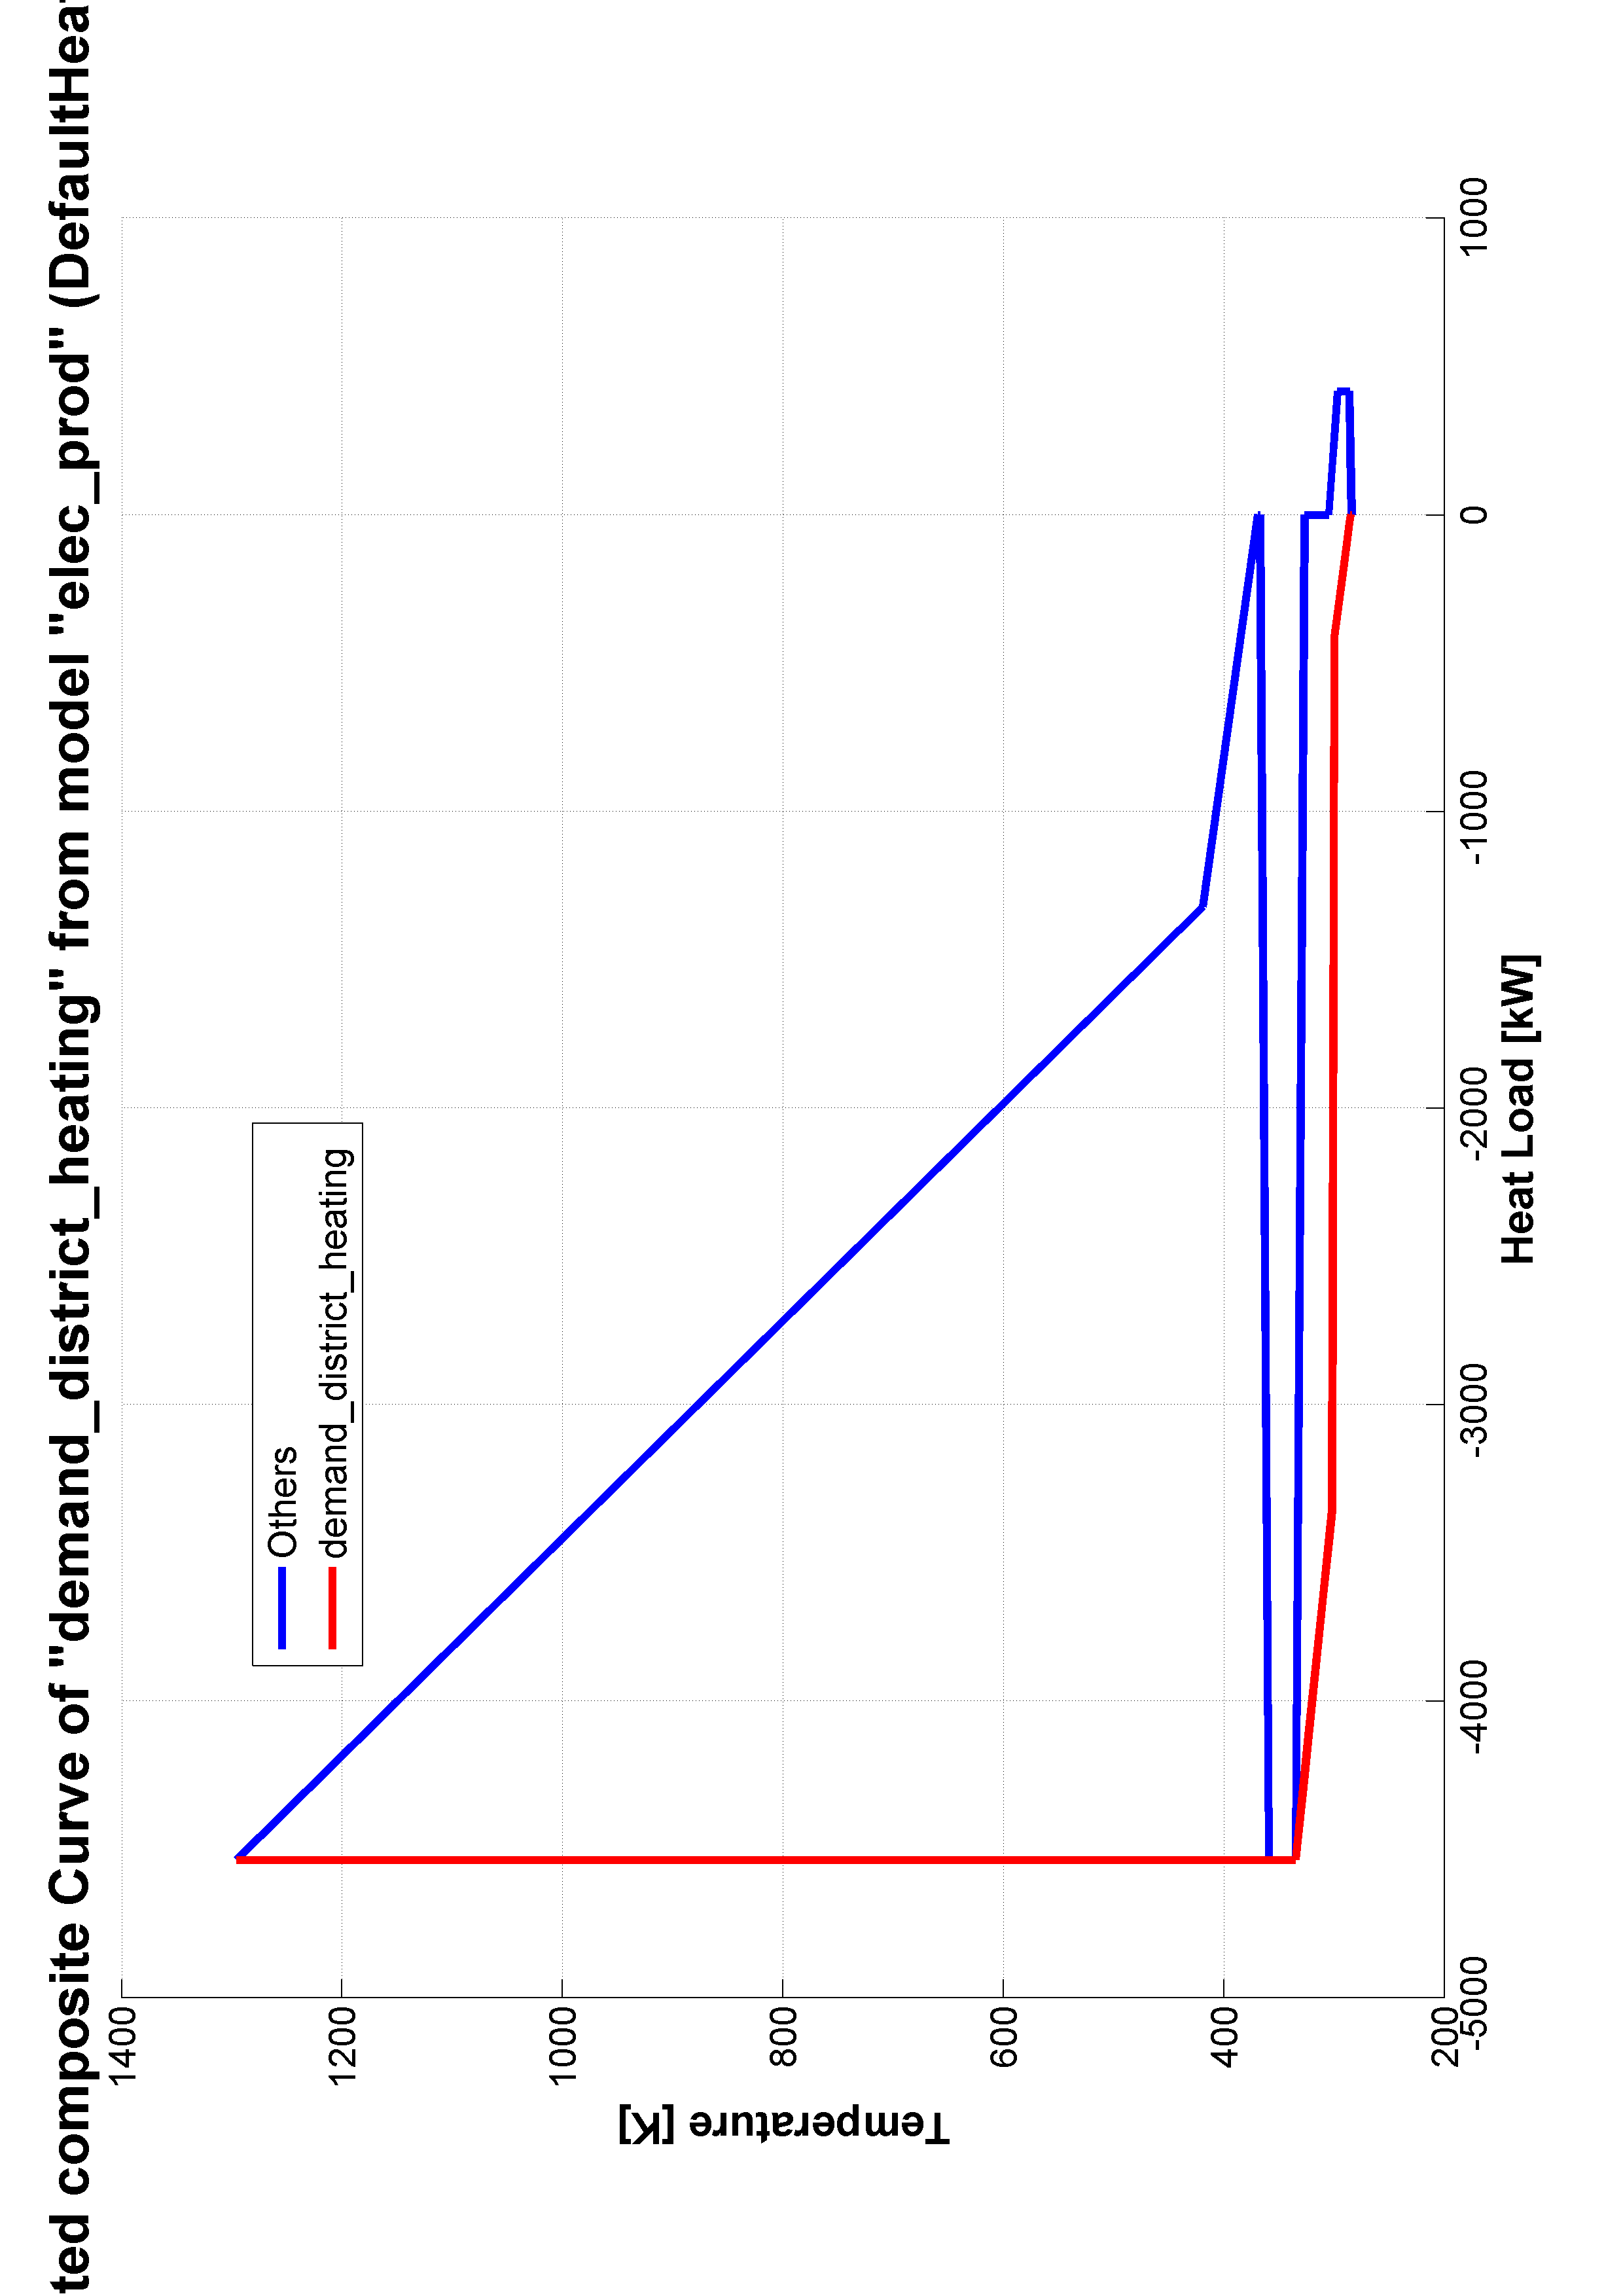 ted composite Curve of "demand_district_heating" from model "elec_prod" (DefaultHea
1400
1200
1000
800
600
400
200
Temperature [K]
Others
demand_district_heating
-5000
-4000
-3000
-2000
-1000
0
1000
Heat Load [kW]